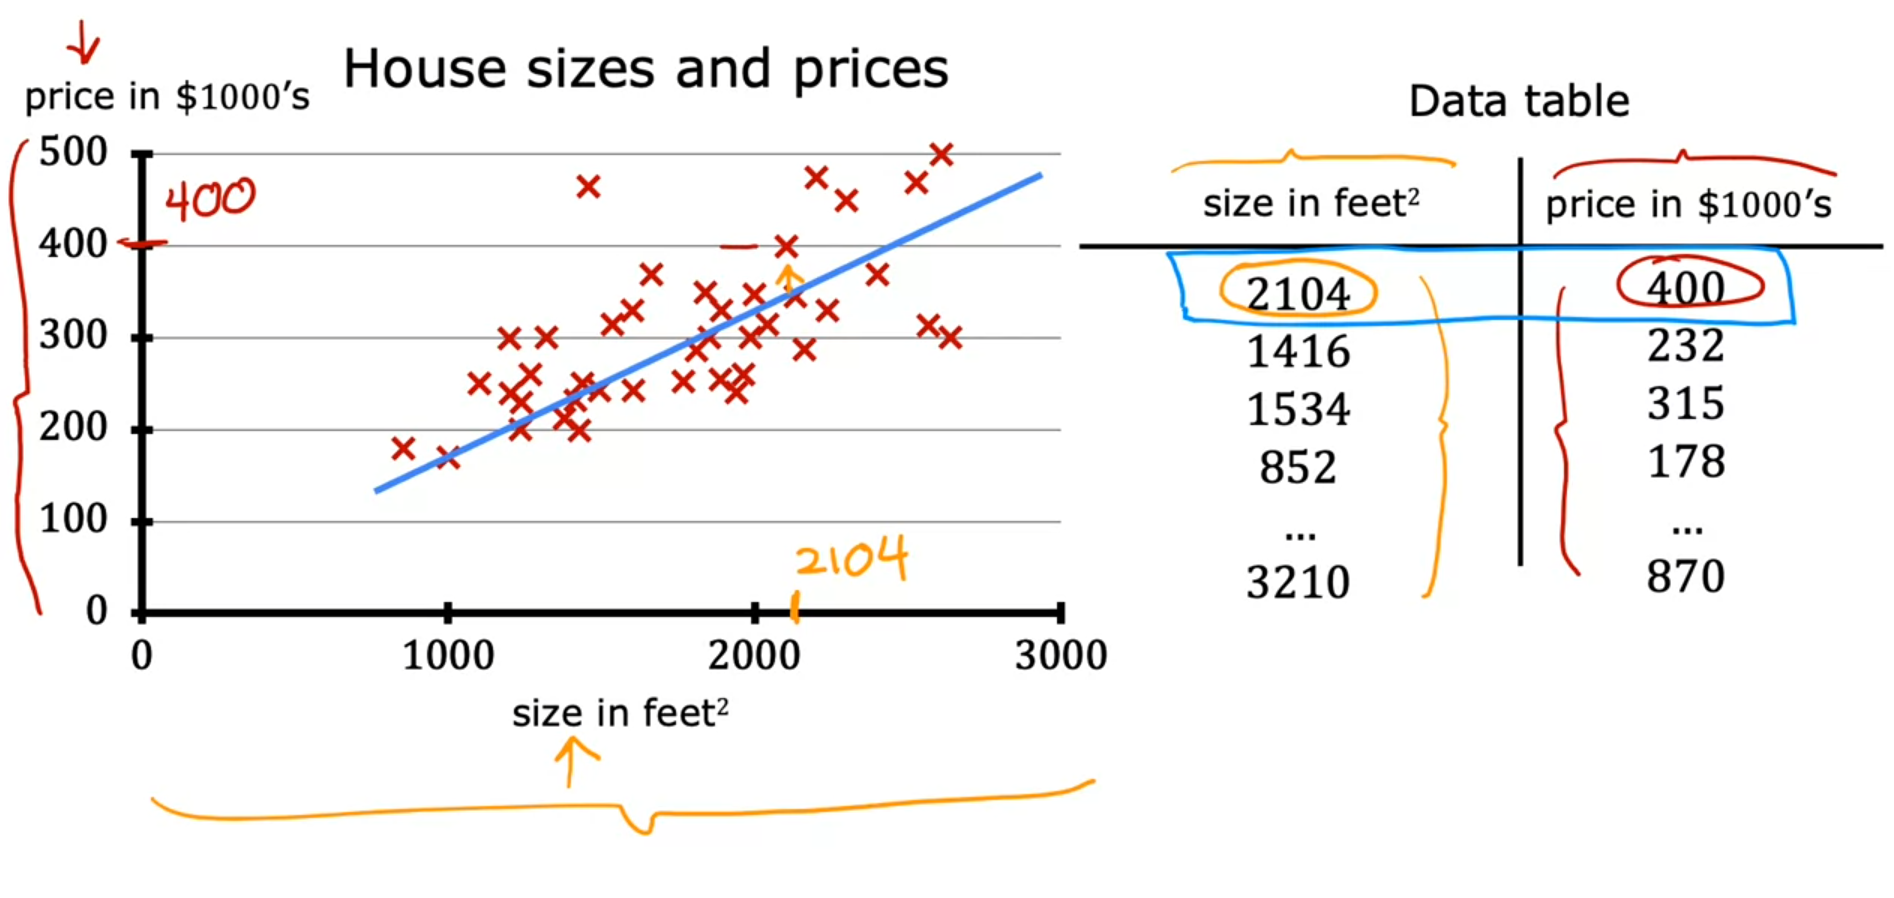 House sizes and prices
price in $1000's
500
400
400
300
200
100
0
2104
0 1000 2000 3000
size in feet²
Data table
size in feet² price in $1000's
2104 400
1416 232
1534 315
852 178
... ...
3210 870